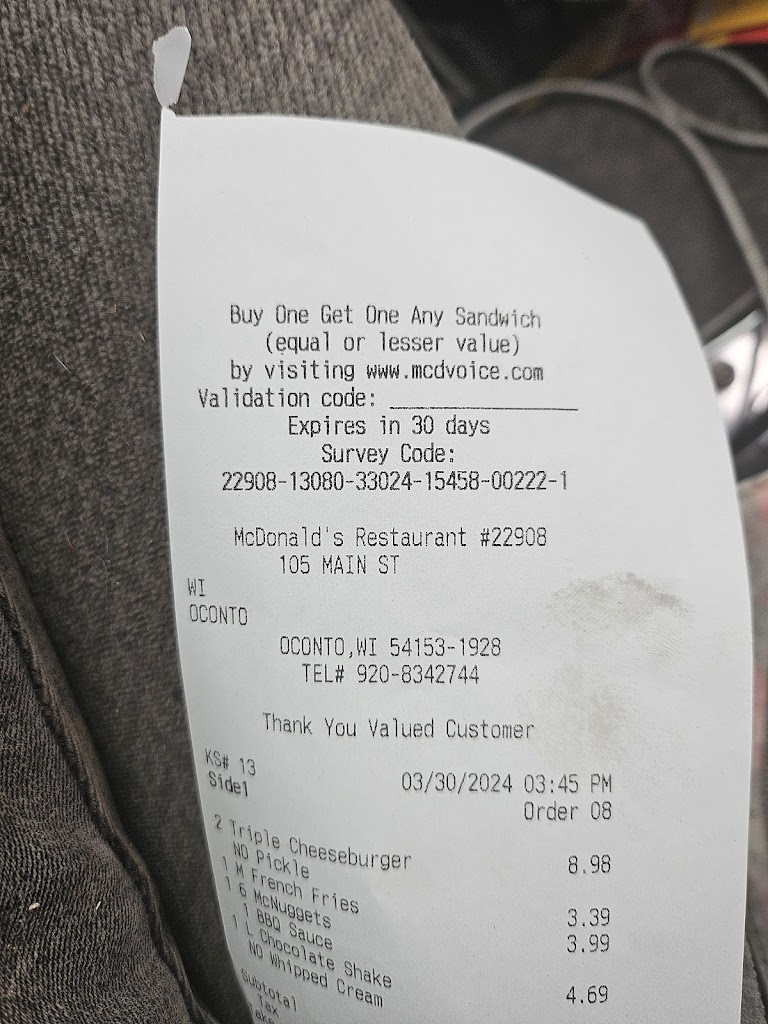 Buy One Get One Any Sandwich
(equal or lesser value)
by visiting www.mcdvoice.com
Validation code: ________________
Expires in 30 days
Survey Code:
22908-13080-33024-15458-00222-1
McDonald's Restaurant #22908
105 MAIN ST
WI
OCONTO
OCONTO,WI 54153-1928
TEL# 920-8342744
Thank You Valued Customer
KS# 13
Side1
03/30/2024 03:45 PM
Order 08
2 Triple Cheeseburger 8.98
NO Pickle
1 M French Fries 3.39
1 6 McNuggets 3.99
1 BBQ Sauce
1 L Chocolate Shake 4.69
NO Whipped Cream
Subtotal
Tax